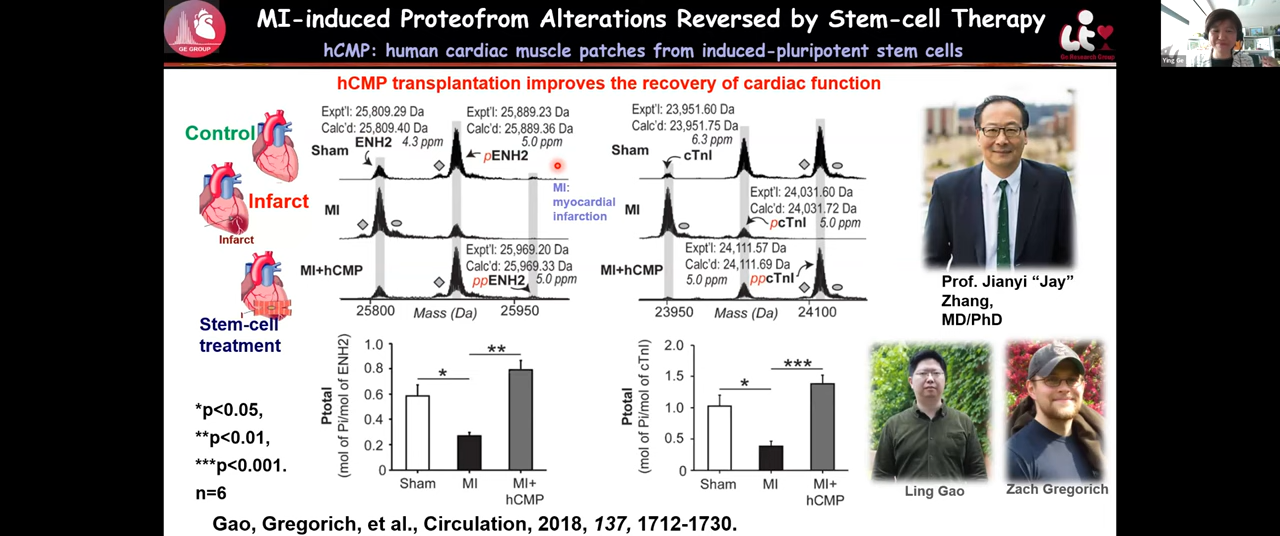 MI-induced Proteofrom Alterations Reversed by Stem-cell Therapy
hCMP: human cardiac muscle patches from induced-pluripotent stem cells
GE GROUP
Ge Research Group
Ying Ge
hCMP transplantation improves the recovery of cardiac function
Control
Infarct
Infarct
Stem-cell
treatment
Expt'l: 25,809.29 Da
Calc'd: 25,809.40 Da
ENH2 4.3 ppm
Sham
Expt'l: 25,889.23 Da
Calc'd: 25,889.36 Da
5.0 ppm
pENH2
MI:
myocardial
infarction
MI
Expt'l: 25,969.20 Da
Calc'd: 25,969.33 Da
ppENH2 5.0 ppm
MI+hCMP
25800 Mass (Da) 25950
Expt'l: 23,951.60 Da
Calc'd: 23,951.75 Da
6.3 ppm
Sham
cTnI
MI
Expt'l: 24,031.60 Da
Calc'd: 24,031.72 Da
pcTnI 5.0 ppm
Expt'l: 24,111.57 Da
Calc'd: 24,111.69 Da
5.0 ppm ppcTnI
MI+hCMP
23950 Mass (Da) 24100
Prof. Jianyi “Jay”
Zhang,
MD/PhD
Ptotal
(mol of Pi/mol of ENH2)
1.0
0.8
0.6
0.4
0.2
0
* **
Sham MI MI+
hCMP
Ptotal
(mol of Pi/mol of cTnI)
2.0
1.5
1.0
0.5
0
* ***
Sham MI MI+
hCMP
*p<0.05,
**p<0.01,
***p<0.001.
n=6
Ling Gao
Zach Gregorich
Gao, Gregorich, et al., Circulation, 2018, 137, 1712-1730.